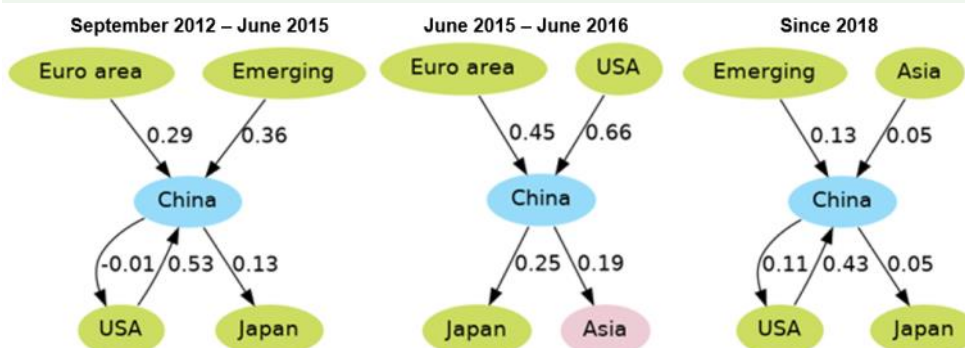 September 2012 – June 2015
June 2015 – June 2016
Since 2018
Euro area
Emerging
Euro area
USA
Emerging
Asia
0.29
0.36
0.45
0.66
0.13
0.05
China
China
China
-0.01
0.53
0.13
0.25
0.19
0.11
0.43
0.05
USA
Japan
Japan
Asia
USA
Japan